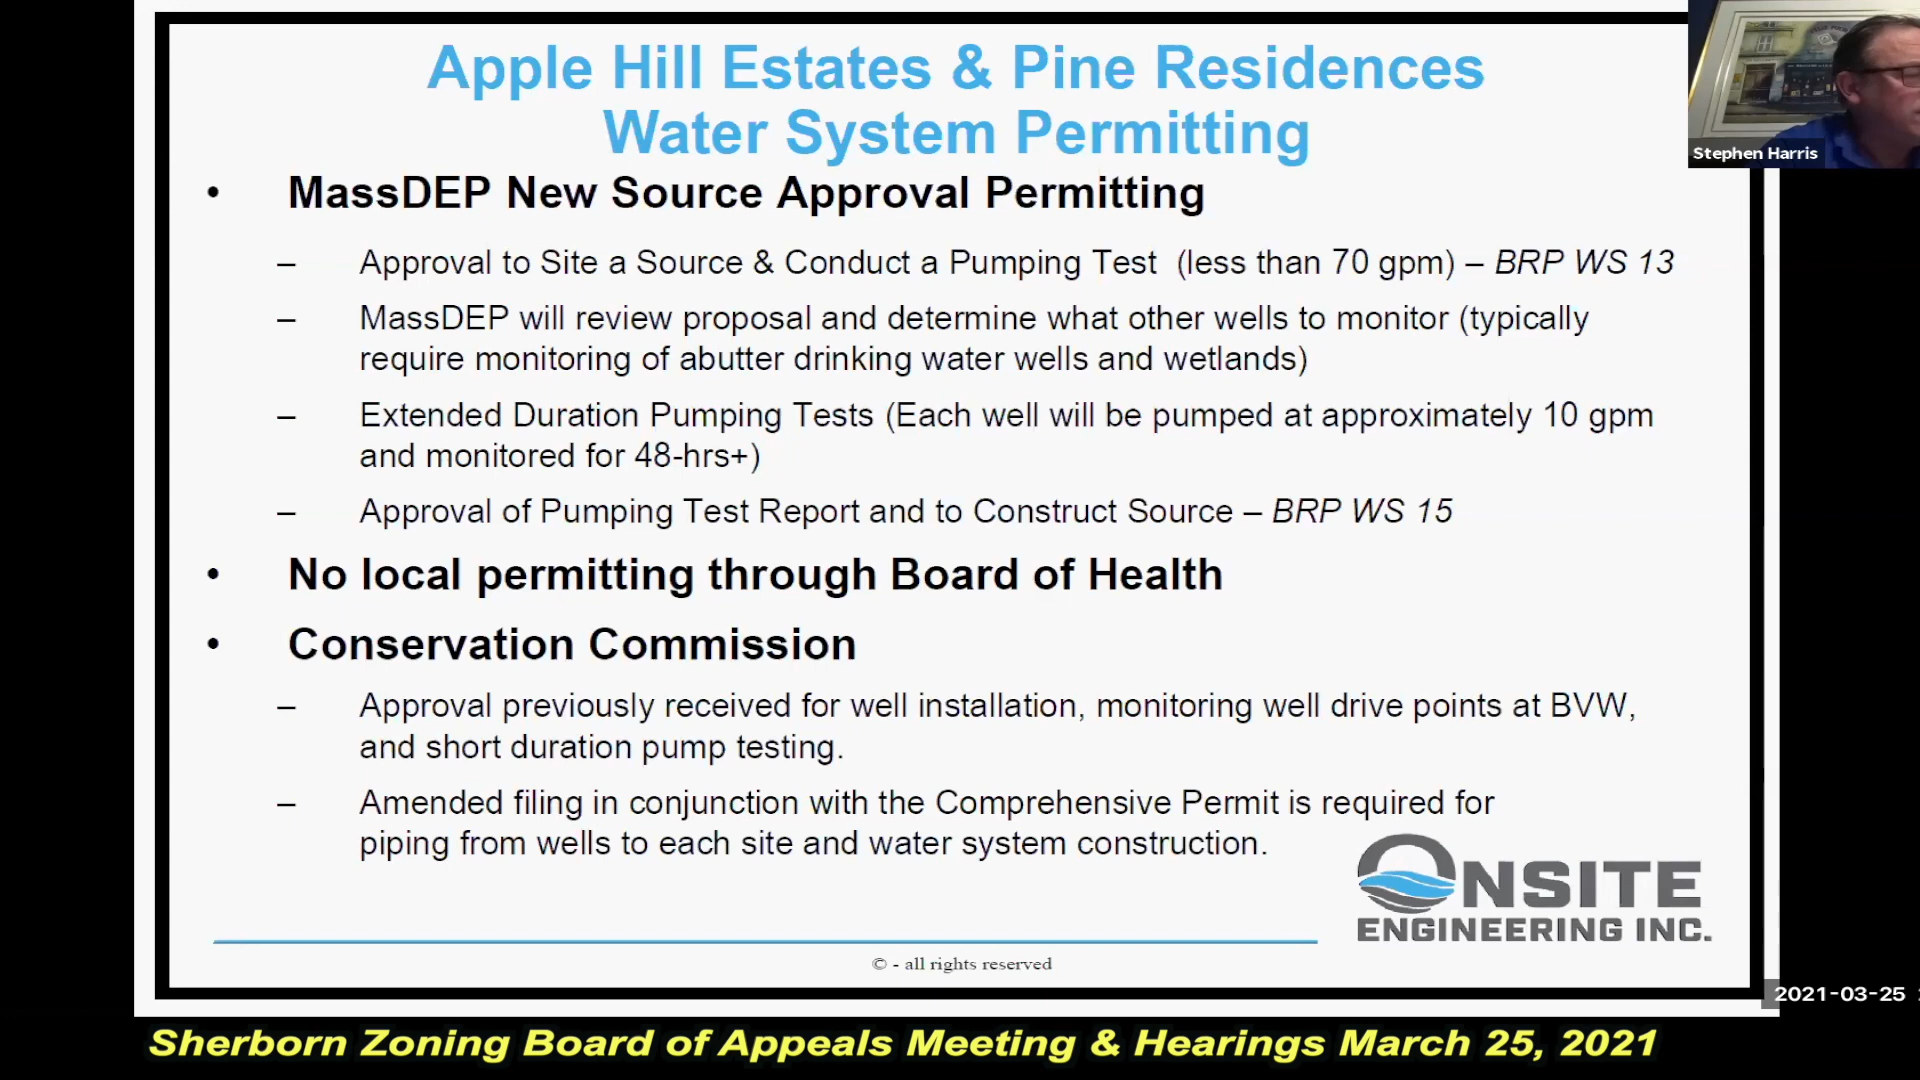 Apple Hill Estates & Pine Residences
Water System Permitting
Stephen Harris
• MassDEP New Source Approval Permitting
– Approval to Site a Source & Conduct a Pumping Test (less than 70 gpm) – BRP WS 13
– MassDEP will review proposal and determine what other wells to monitor (typically
require monitoring of abutter drinking water wells and wetlands)
– Extended Duration Pumping Tests (Each well will be pumped at approximately 10 gpm
and monitored for 48-hrs+)
– Approval of Pumping Test Report and to Construct Source – BRP WS 15
• No local permitting through Board of Health
• Conservation Commission
– Approval previously received for well installation, monitoring well drive points at BVW,
and short duration pump testing.
– Amended filing in conjunction with the Comprehensive Permit is required for
piping from wells to each site and water system construction.
ONSITE
ENGINEERING INC.
© - all rights reserved
2021-03-25
Sherborn Zoning Board of Appeals Meeting & Hearings March 25, 2021